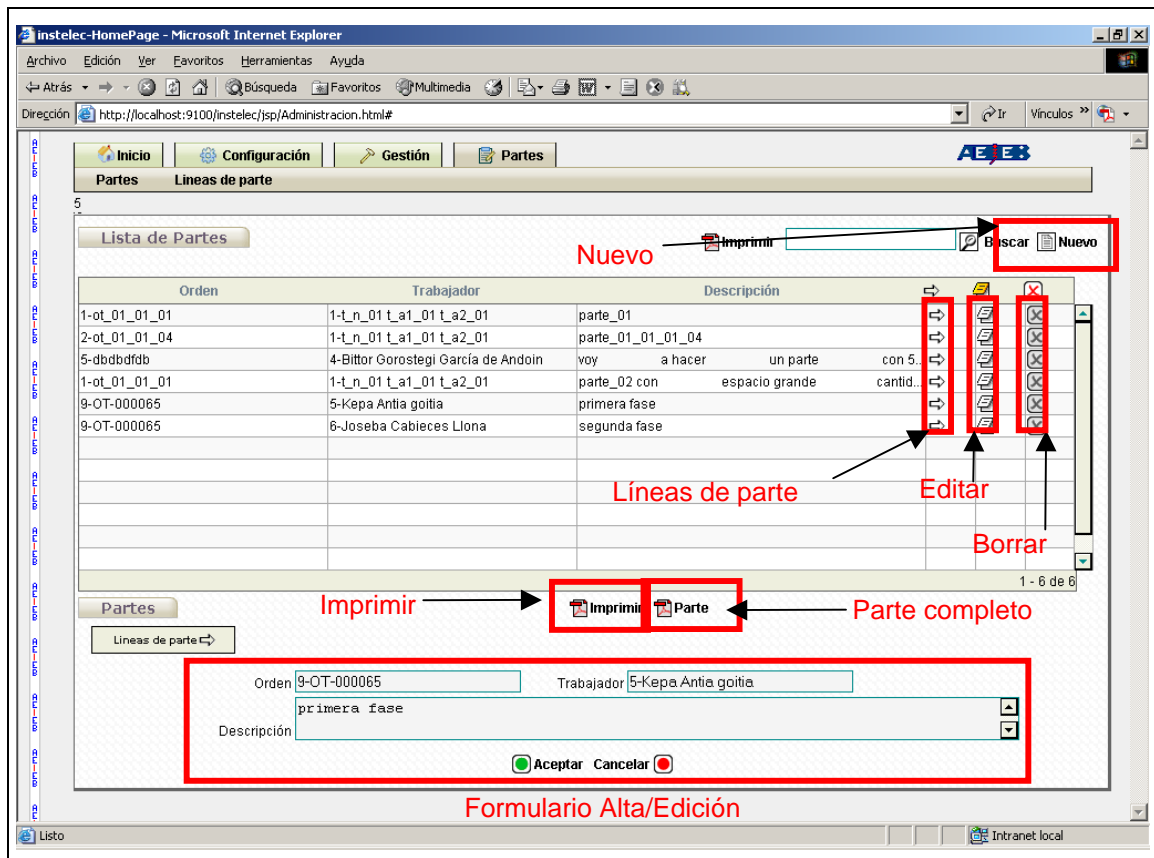 instelec-HomePage - Microsoft Internet Explorer
Archivo Edición Ver Favoritos Herramientas Ayuda
Atrás Búsqueda Favoritos Multimedia
Dirección http://localhost:9100/instelec/jsp/Administracion.html# Ir Vínculos »
Inicio Configuración Gestión Partes AEIEB
Partes Lineas de parte
5
Lista de Partes Imprimir Buscar Nuevo
Nuevo
Orden Trabajador Descripción
1-ot_01_01_01 1-t_n_01 t_a1_01 t_a2_01 parte_01
2-ot_01_01_04 1-t_n_01 t_a1_01 t_a2_01 parte_01_01_01_04
5-dbdbdfdb 4-Bittor Gorostegi García de Andoin voy a hacer un parte con 5..
1-ot_01_01_01 1-t_n_01 t_a1_01 t_a2_01 parte_02 con espacio grande cantid...
9-OT-000065 5-Kepa Antia goitia primera fase
9-OT-000065 6-Joseba Cabieces Llona segunda fase
Líneas de parte Editar
Borrar
1 - 6 de 6
Partes Imprimir Imprimir Parte Parte completo
Lineas de parte
Orden 9-OT-000065 Trabajador 5-Kepa Antia goitia
primera fase
Descripción
Aceptar Cancelar
Formulario Alta/Edición
Listo Intranet local